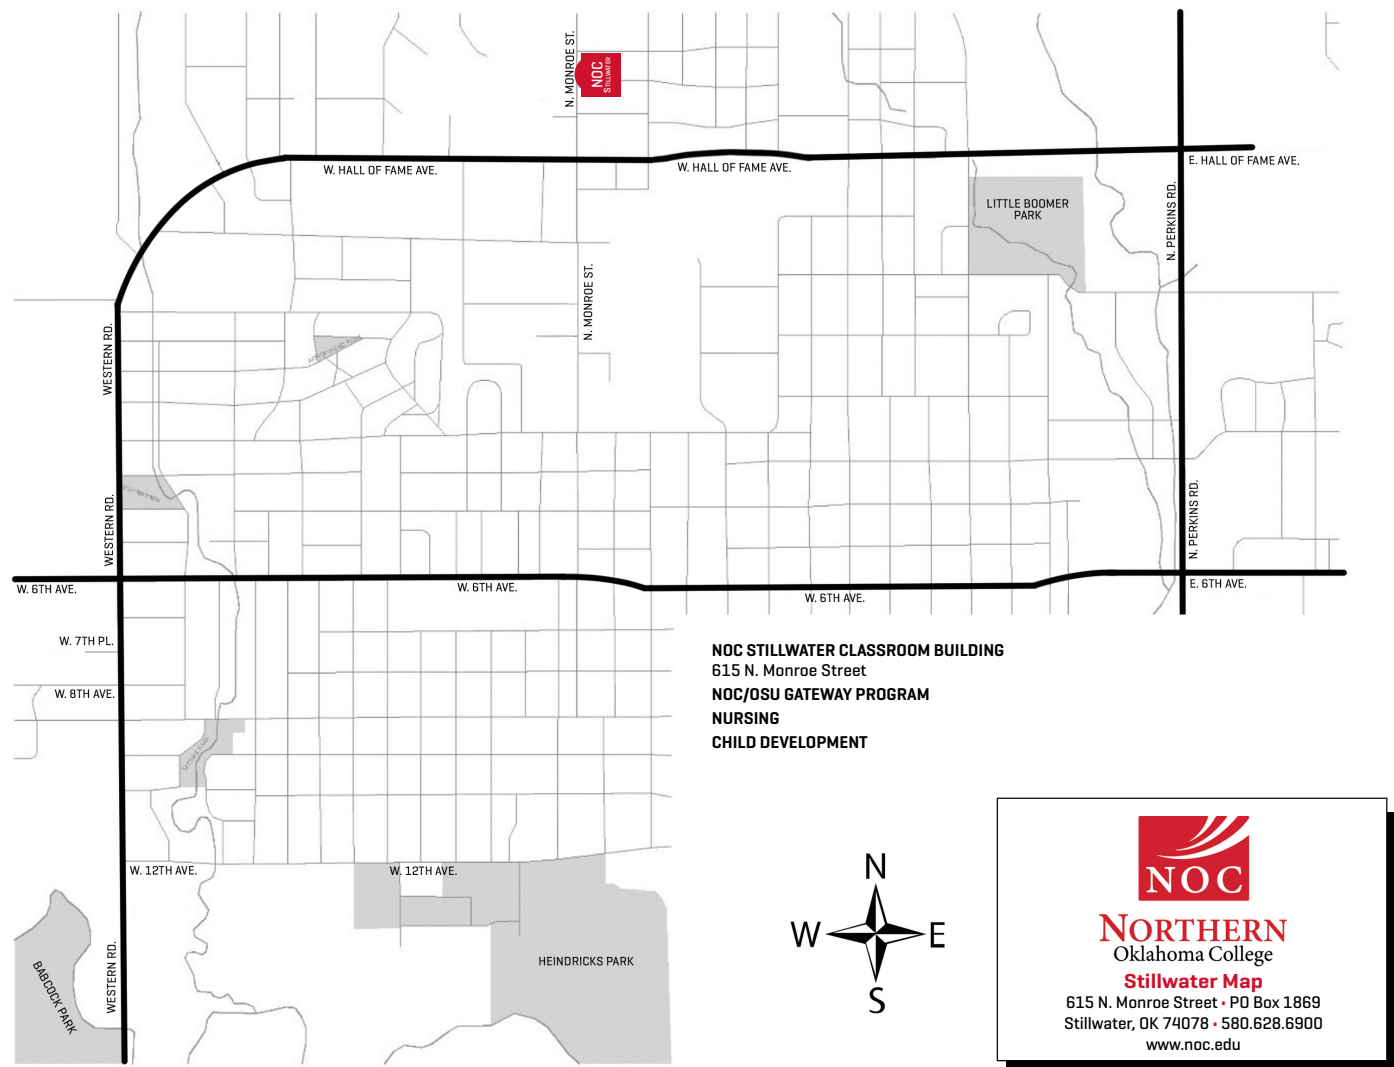 N. MONROE ST.
NOC
STILLWATER
W. HALL OF FAME AVE.
W. HALL OF FAME AVE.
E. HALL OF FAME AVE.
LITTLE BOOMER
PARK
N. PERKINS RD.
N. MONROE ST.
WESTERN RD.
WESTERN RD.
N. PERKINS RD.
W. 6TH AVE.
W. 6TH AVE.
W. 6TH AVE.
E. 6TH AVE.
W. 7TH PL.
W. 8TH AVE.
NOC STILLWATER CLASSROOM BUILDING
615 N. Monroe Street
NOC/OSU GATEWAY PROGRAM
NURSING
CHILD DEVELOPMENT
W. 12TH AVE.
W. 12TH AVE.
WESTERN RD.
BABCOCK PARK
HEINDRICKS PARK
N
W
E
S
NOC
NORTHERN
Oklahoma College
Stillwater Map
615 N. Monroe Street • PO Box 1869
Stillwater, OK 74078 • 580.628.6900
www.noc.edu